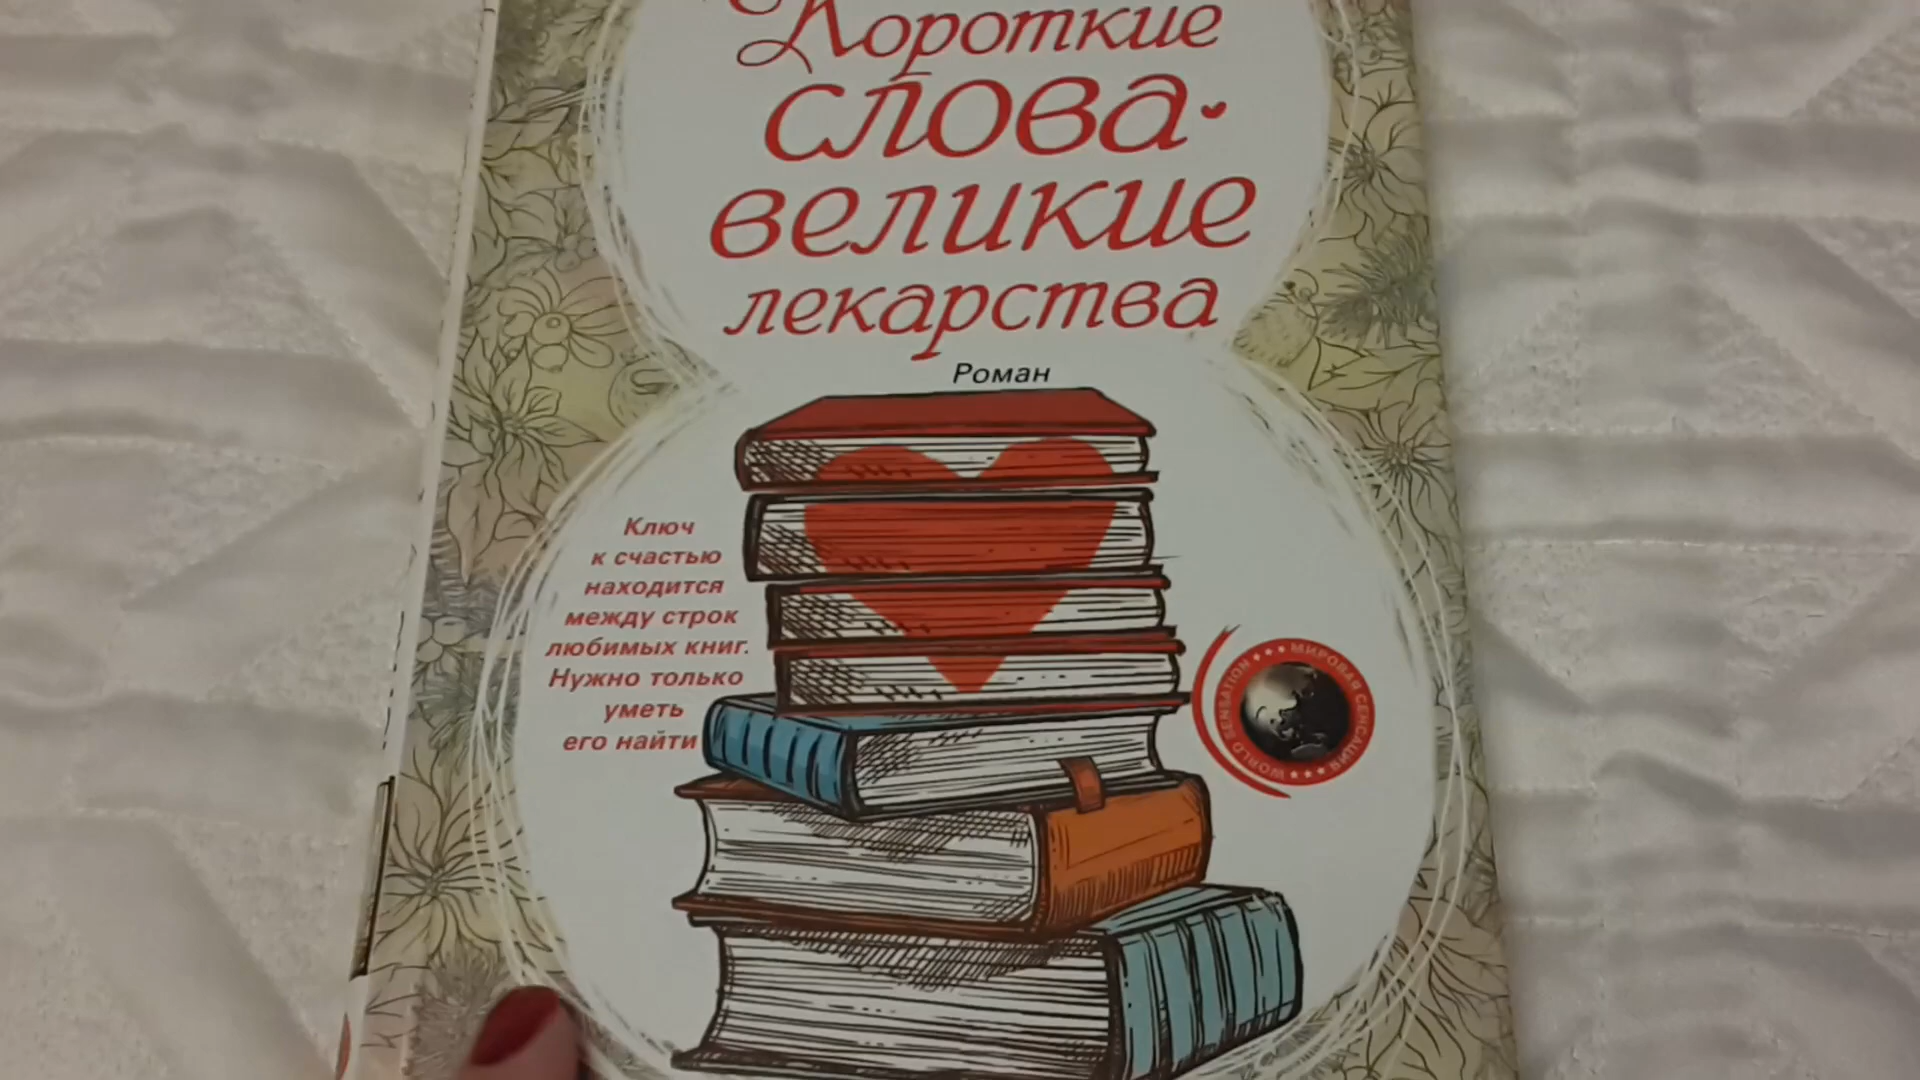 Короткие
слова-
великие
лекарства
Роман
Ключ
к счастью
находится
между строк
любимых книг.
Нужно только
уметь
его найти
WORLD SENSATION ••• МИРОВАЯ СЕНСАЦИЯ •••